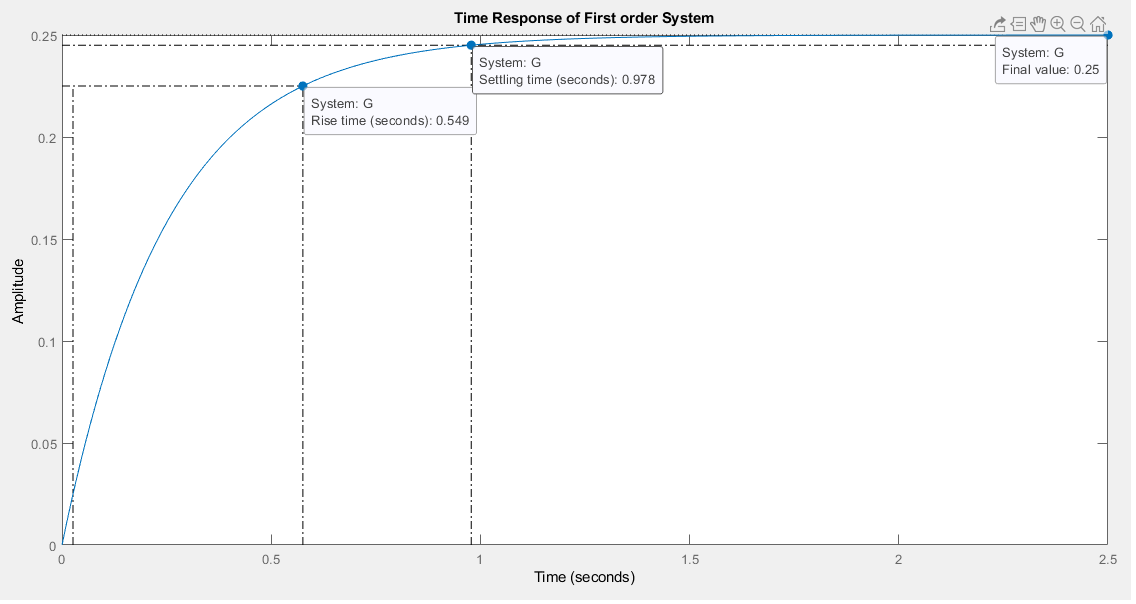 Time Response of First order System
0.25
System: G
Final value: 0.25
System: G
Settling time (seconds): 0.978
System: G
Rise time (seconds): 0.549
0.2
0.15
Amplitude
0.1
0.05
0
0 0.5 1 1.5 2 2.5
Time (seconds)